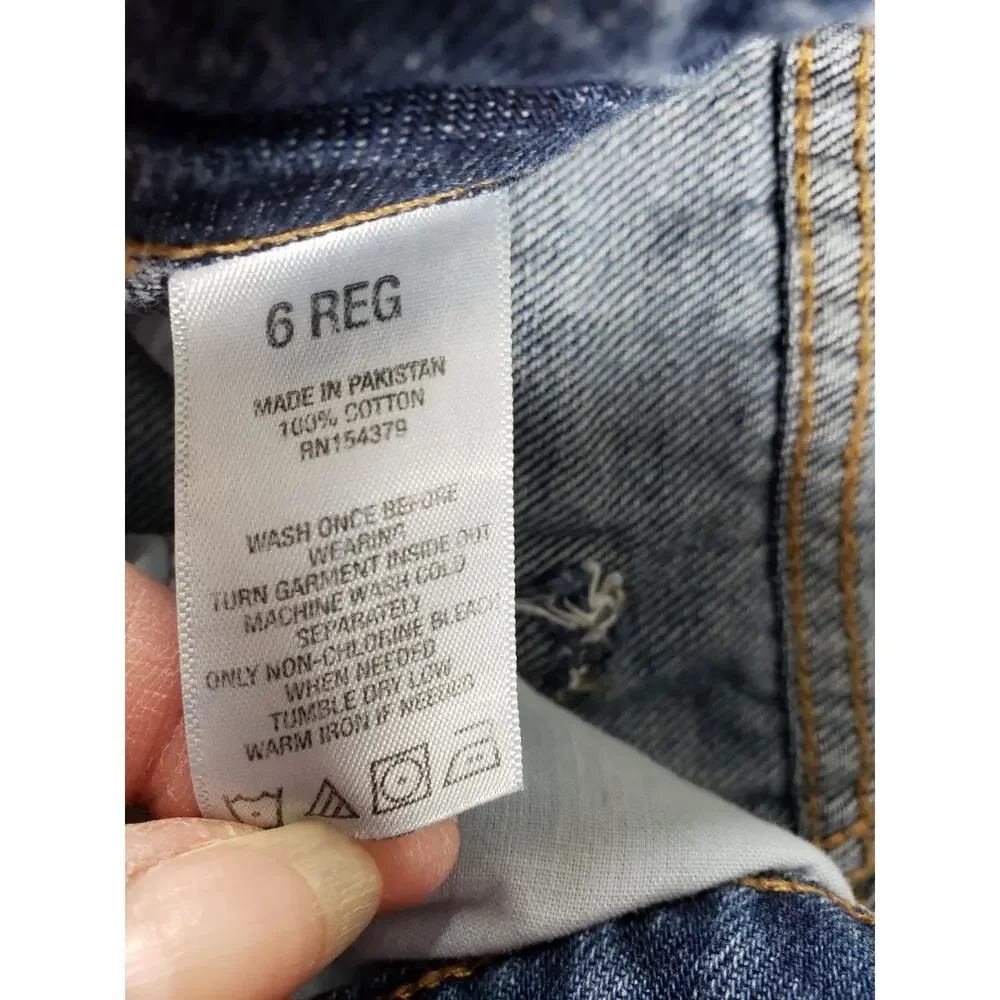 6 REG
MADE IN PAKISTAN
100% COTTON
RN154379
WASH ONCE BEFORE
WEARING
TURN GARMENT INSIDE OUT
MACHINE WASH COLD
SEPARATELY
ONLY NON-CHLORINE BLEACH
WHEN NEEDED
TUMBLE DRY LOW
WARM IRON IF NEEDED